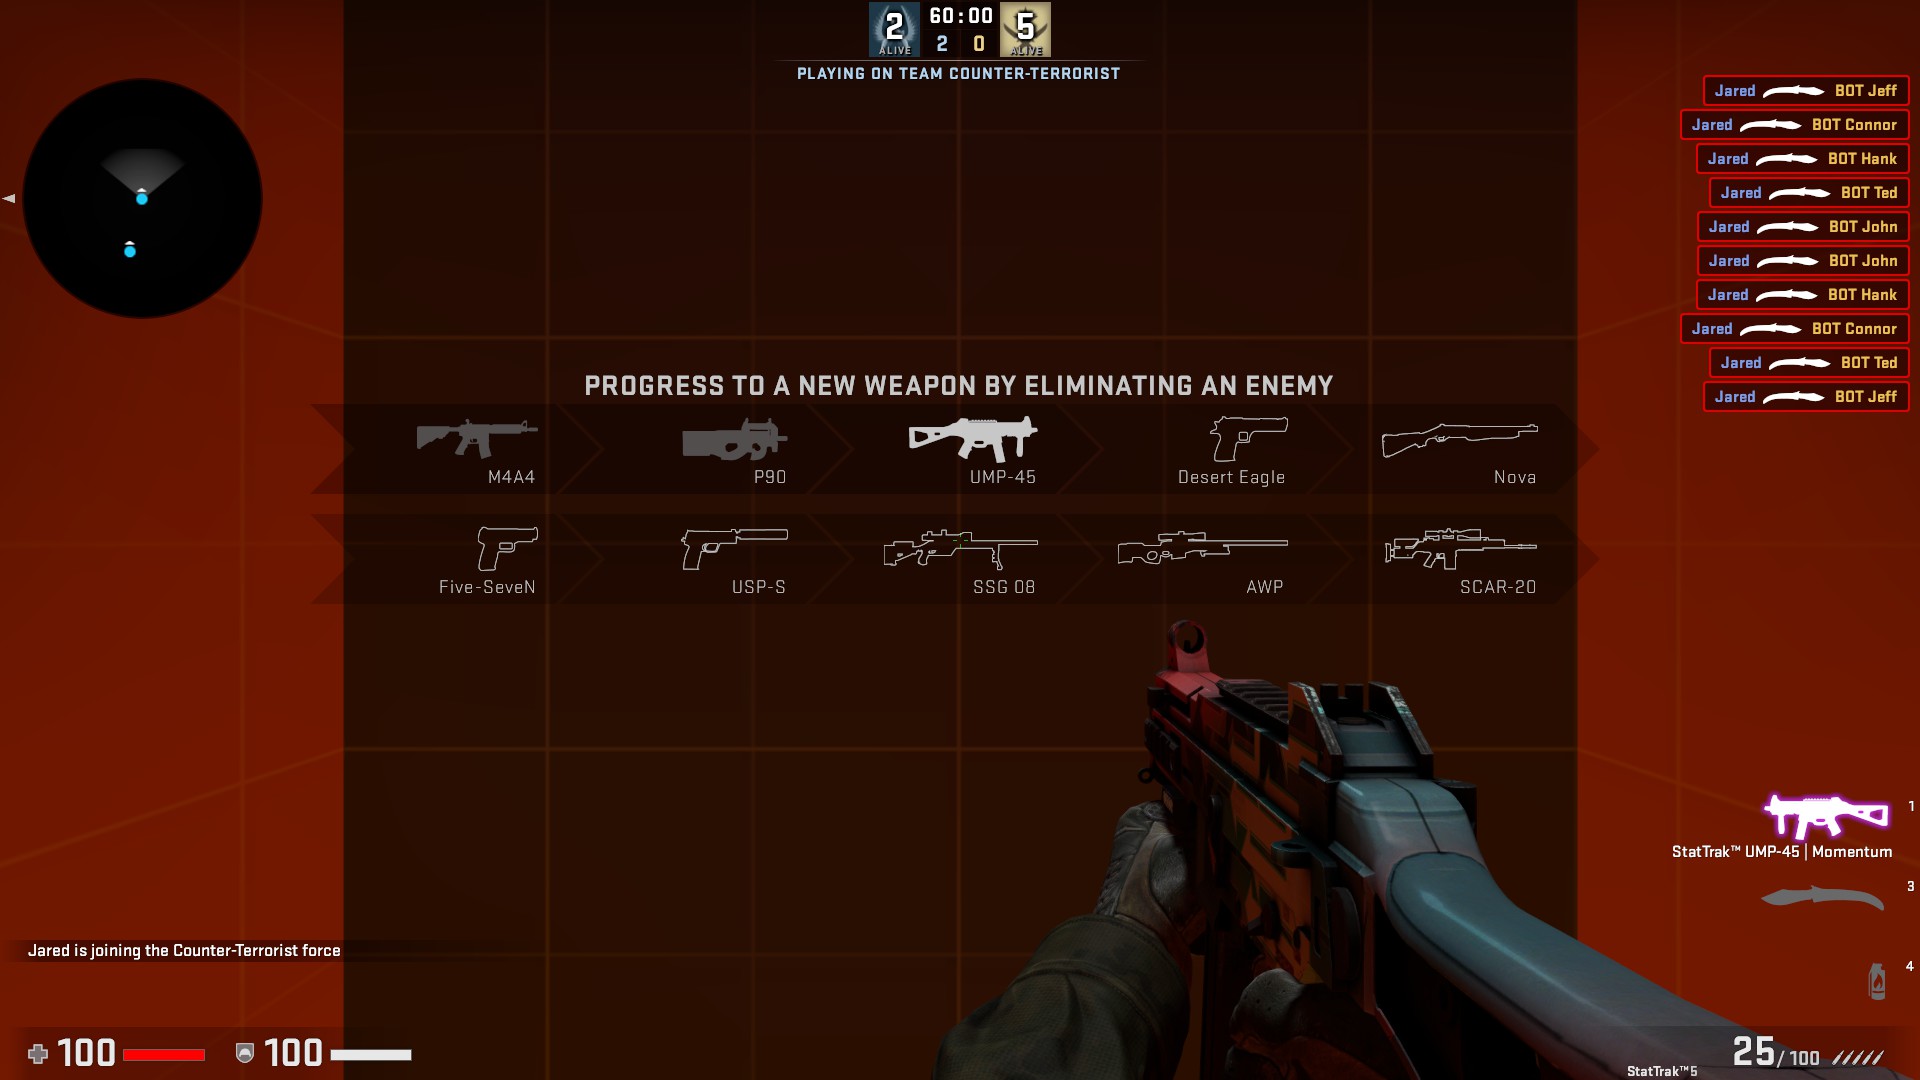 2 60:00 5
ALIVE 2 0 ALIVE
PLAYING ON TEAM COUNTER-TERRORIST
Jared BOT Jeff
Jared BOT Connor
Jared BOT Hank
Jared BOT Ted
Jared BOT John
Jared BOT John
Jared BOT Hank
Jared BOT Connor
Jared BOT Ted
Jared BOT Jeff
PROGRESS TO A NEW WEAPON BY ELIMINATING AN ENEMY
M4A4 P90 UMP-45 Desert Eagle Nova
Five-SeveN USP-S SSG 08 AWP SCAR-20
1
StatTrak™ UMP-45 | Momentum
3
Jared is joining the Counter-Terrorist force
4
100 100
25/ 100
StatTrak™5